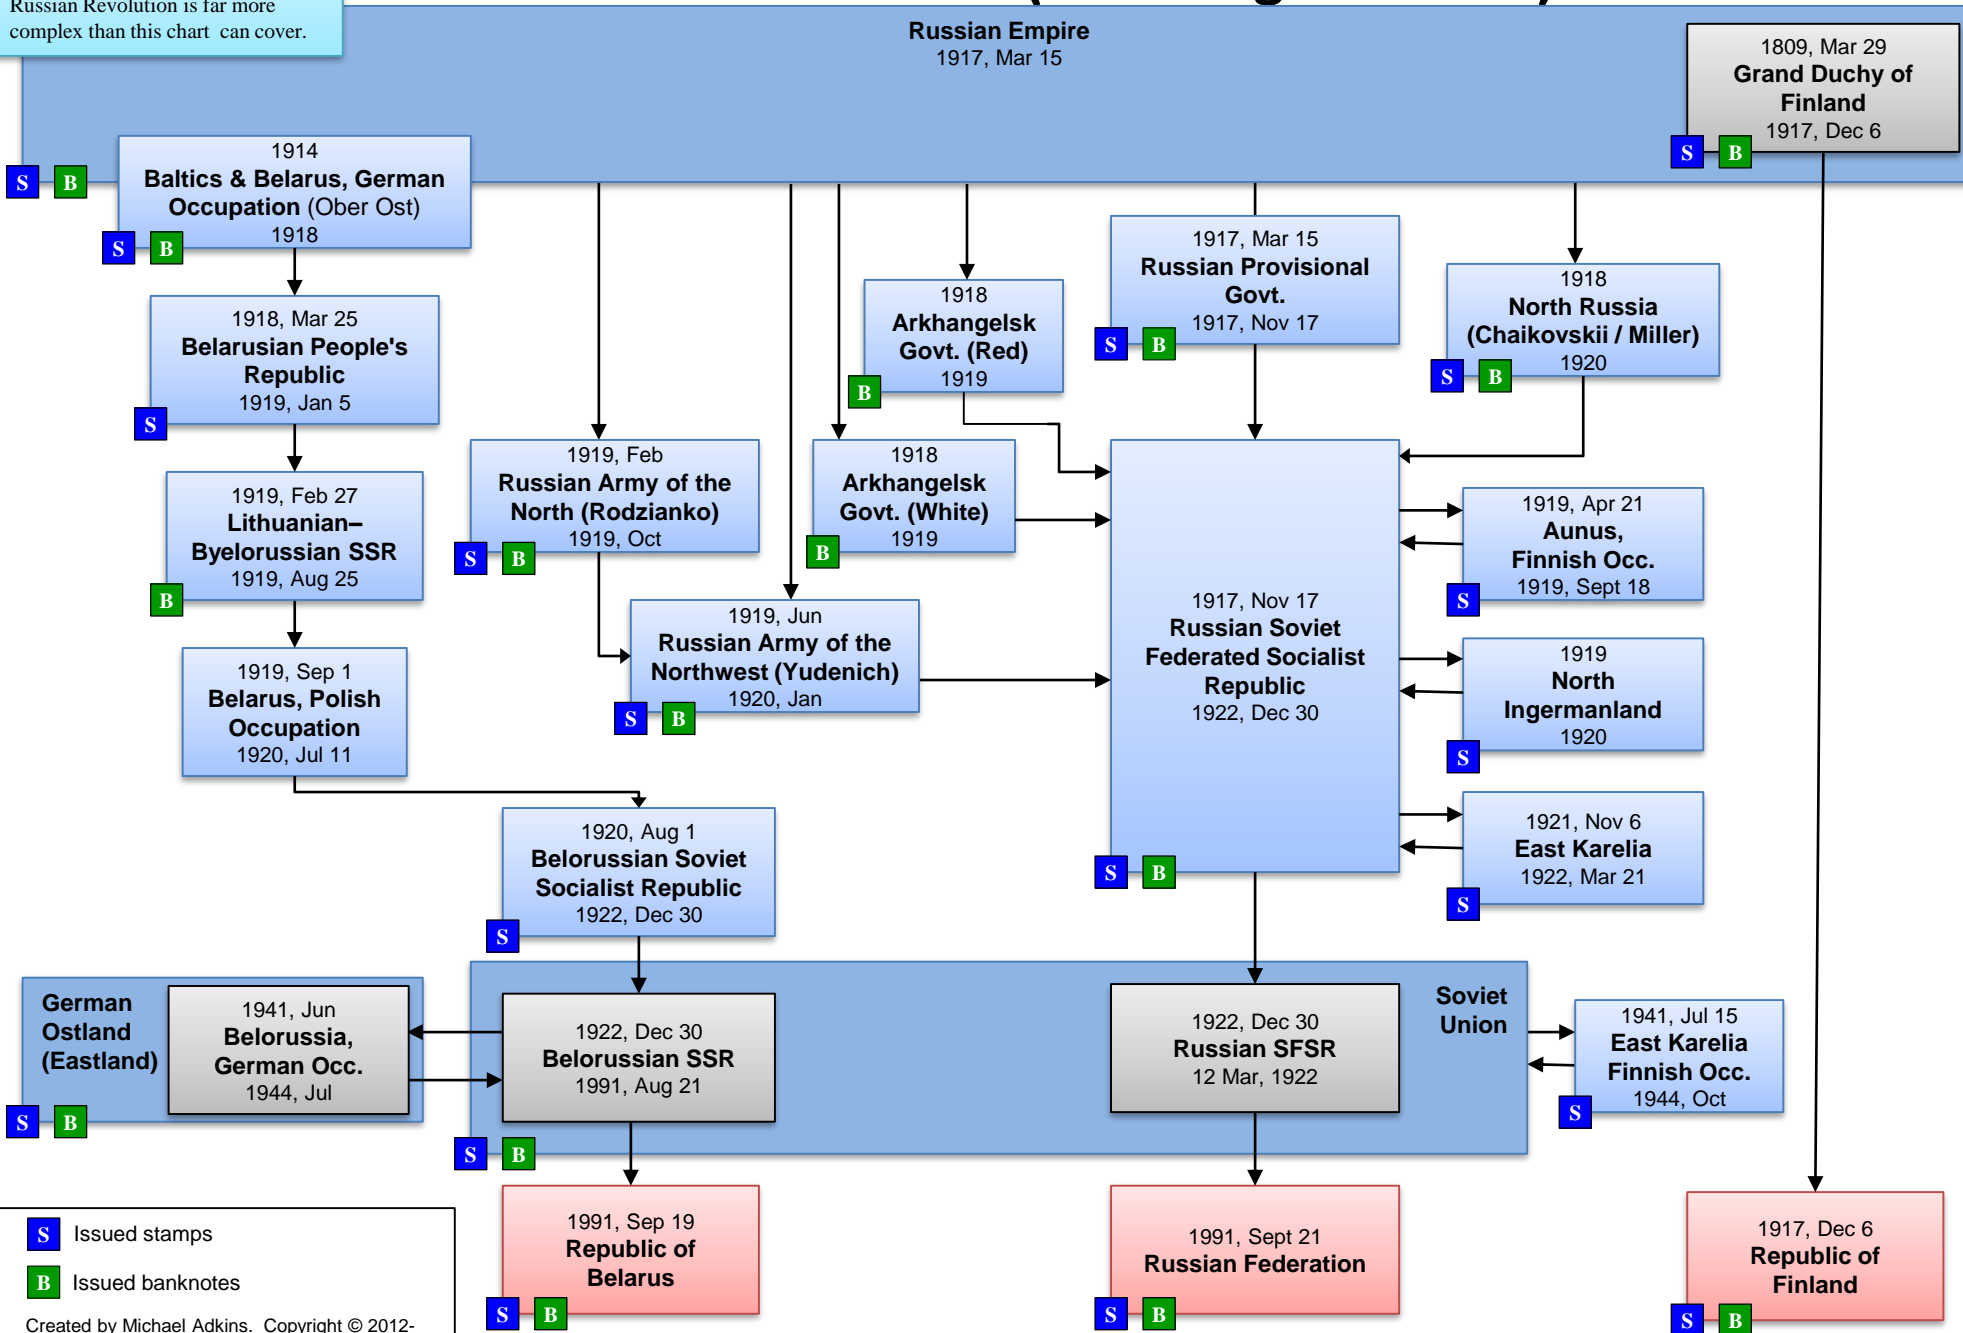 Russian Revolution is far more
complex than this chart can cover.
Russian Empire
1917, Mar 15
1809, Mar 29
Grand Duchy of
Finland
1917, Dec 6
S B
S B
1914
Baltics & Belarus, German
Occupation (Ober Ost)
1918
S B
1918, Mar 25
Belarusian People's
Republic
1919, Jan 5
S
1919, Feb 27
Lithuanian–
Byelorussian SSR
1919, Aug 25
B
1919, Sep 1
Belarus, Polish
Occupation
1920, Jul 11
1919, Feb
Russian Army of the
North (Rodzianko)
1919, Oct
S B
1919, Jun
Russian Army of the
Northwest (Yudenich)
1920, Jan
S B
1918
Arkhangelsk
Govt. (Red)
1919
B
1918
Arkhangelsk
Govt. (White)
1919
B
1917, Mar 15
Russian Provisional
Govt.
1917, Nov 17
S B
1918
North Russia
(Chaikovskii / Miller)
1920
S B
1917, Nov 17
Russian Soviet
Federated Socialist
Republic
1922, Dec 30
S B
1919, Apr 21
Aunus,
Finnish Occ.
1919, Sept 18
S
1919
North
Ingermanland
1920
S
1921, Nov 6
East Karelia
1922, Mar 21
S
1920, Aug 1
Belorussian Soviet
Socialist Republic
1922, Dec 30
S
German
Ostland
(Eastland)
1941, Jun
Belorussia,
German Occ.
1944, Jul
S B
1922, Dec 30
Belorussian SSR
1991, Aug 21
S B
1922, Dec 30
Russian SFSR
12 Mar, 1922
Soviet
Union
1941, Jul 15
East Karelia
Finnish Occ.
1944, Oct
S
1991, Sep 19
Republic of
Belarus
S B
1991, Sept 21
Russian Federation
S B
1917, Dec 6
Republic of
Finland
S B
S Issued stamps
B Issued banknotes
Created by Michael Adkins. Copyright © 2012-